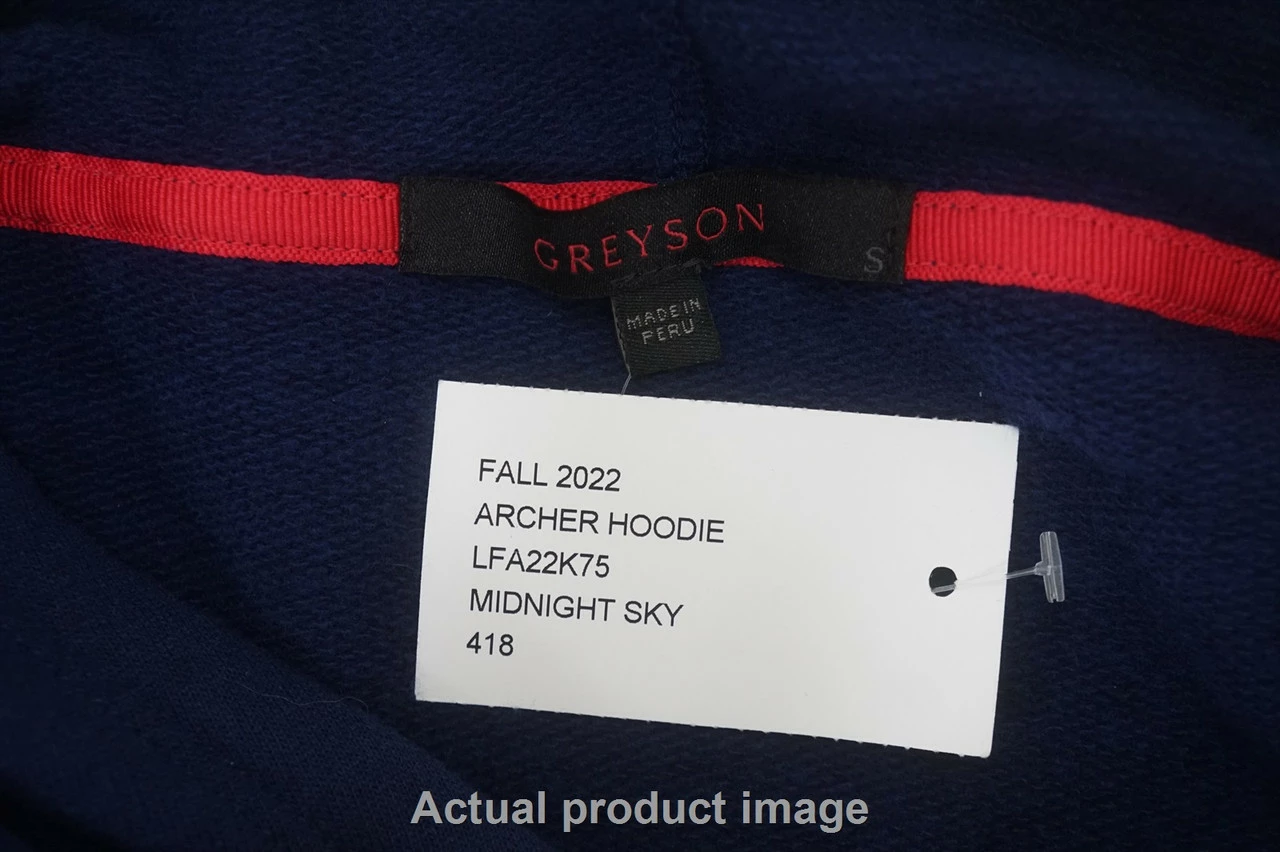 GREYSON
S
MADE IN
PERU
FALL 2022
ARCHER HOODIE
LFA22K75
MIDNIGHT SKY
418
Actual product image